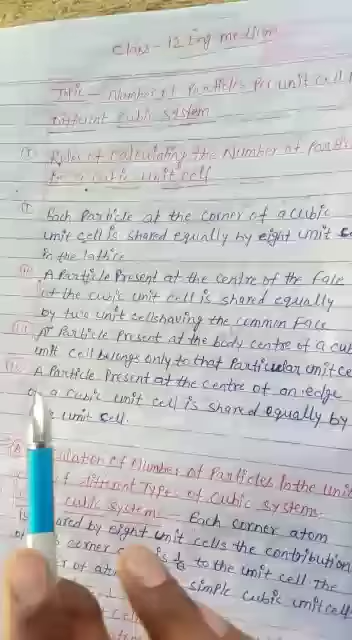 Class - 12 Eng medium
Topic - Number of Particles Per unit cell
Different cubic system
Rules of calculating the Number of
in a cubic unit cell
(I) Each Particle at the corner of a cubic
unit cell is shared equally by eight unit
in the lattice
(II) A Particle Present at the centre of the Face
of the cubic unit cell is shared equally
by two unit cells having the common Face
Particle Present at the body centre of a
unit cell belongs only to that Particular unit
A Particle Present at the centre of an edge
a cubic unit cell is shared equally by
unit cell.
of Number of Particles In the
different Types of cubic systems.
cubic system - Each corner atom
by eight unit cells the contribution
corner is 1/8 to the unit cell. The
of simple cubic unit cell